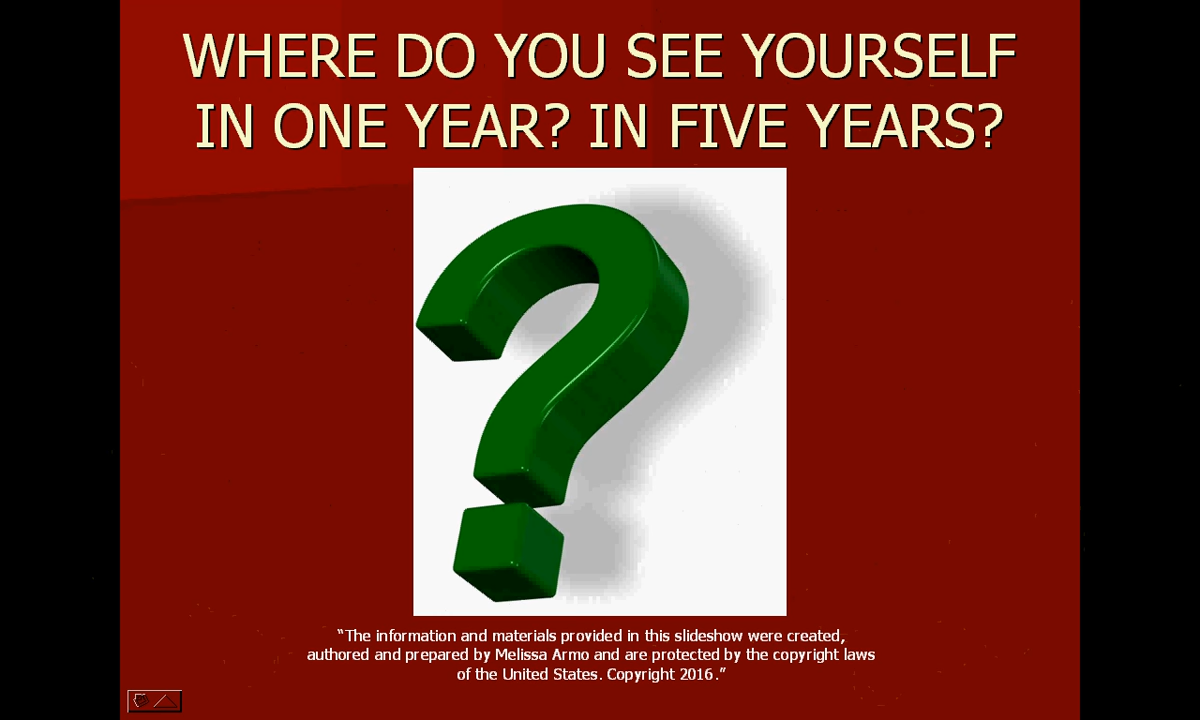 WHERE DO YOU SEE YOURSELF
IN ONE YEAR? IN FIVE YEARS?
“The information and materials provided in this slideshow were created,
authored and prepared by Melissa Armo and are protected by the copyright laws
of the United States. Copyright 2016.”